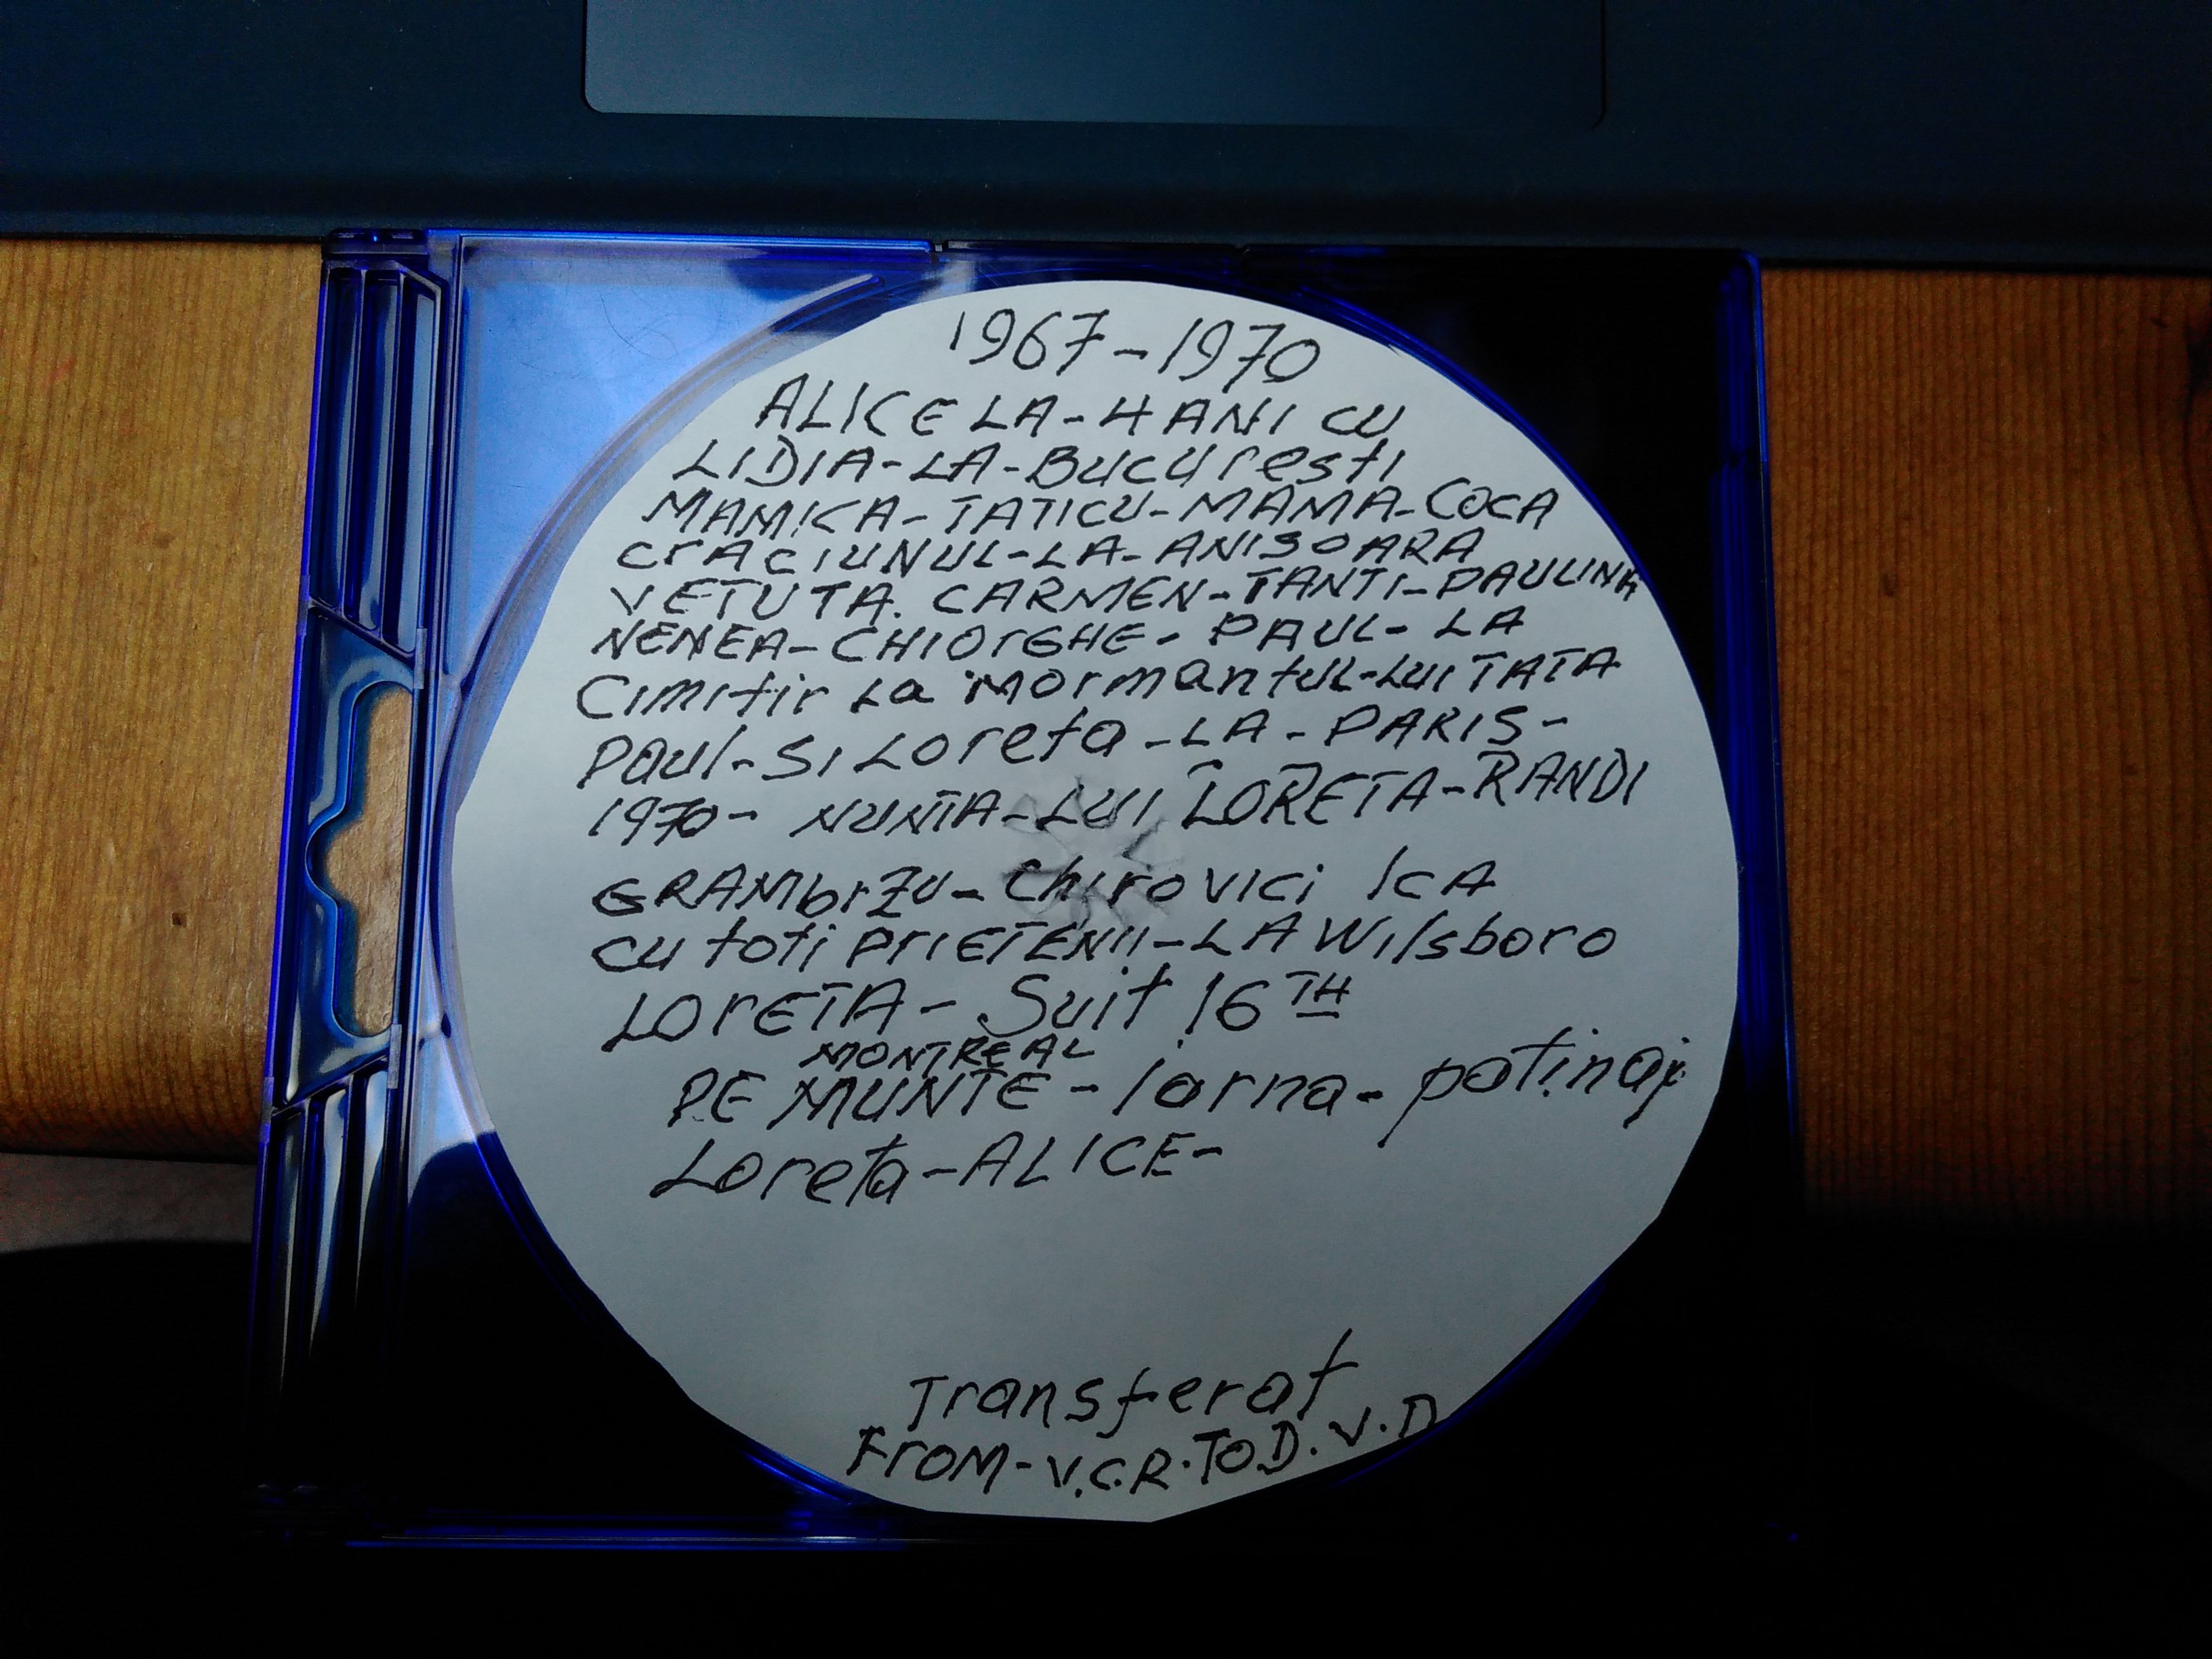 1967-1970
ALICE LA-HANI CU
LIDIA-LA-BUCUresti
MAMICA-TATICU-MAMA-COCA
CrACIUNUL-LA-ANISOARA
VETUTA. CARMEN-TANTI-PAULINA
NENEA-CHIOrGHE-PAUL-LA
Cimitir La Mormantul-LUI TATA
Paul-SI Loreta-LA-PARIS-
1970-NUNTA-LUI LORETA-RANDI
GRAMbrZU-Chirovici ICA
CU toti PrIETENII-LA Wilsboro
LOrETA-Suit 16TH
MONTREAL
PE MUNTE-Iarna-patinaj
Loreta-ALICE-
Transferat
FrOM-V.C.R.TO.D.V.D